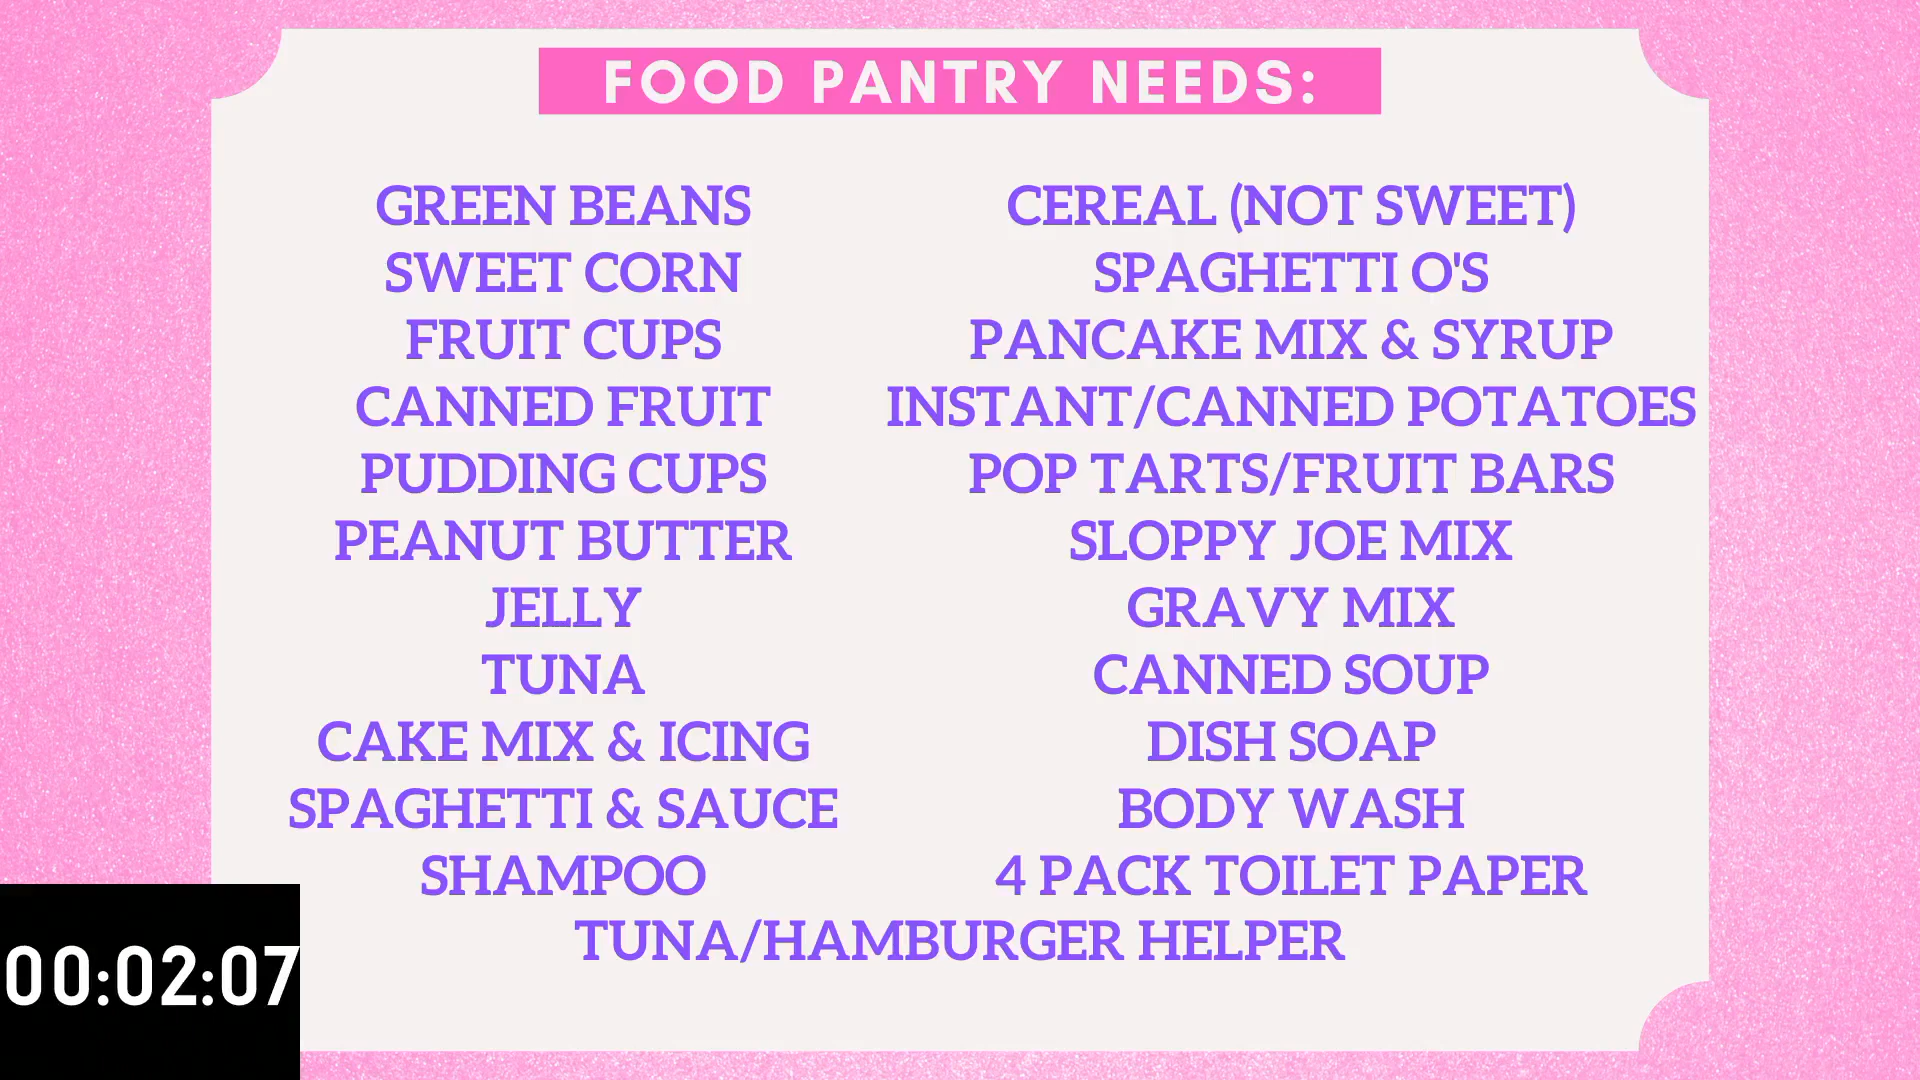 FOOD PANTRY NEEDS:
GREEN BEANS
SWEET CORN
FRUIT CUPS
CANNED FRUIT
PUDDING CUPS
PEANUT BUTTER
JELLY
TUNA
CAKE MIX & ICING
SPAGHETTI & SAUCE
SHAMPOO
CEREAL (NOT SWEET)
SPAGHETTI O'S
PANCAKE MIX & SYRUP
INSTANT/CANNED POTATOES
POP TARTS/FRUIT BARS
SLOPPY JOE MIX
GRAVY MIX
CANNED SOUP
DISH SOAP
BODY WASH
4 PACK TOILET PAPER
TUNA/HAMBURGER HELPER
00:02:07